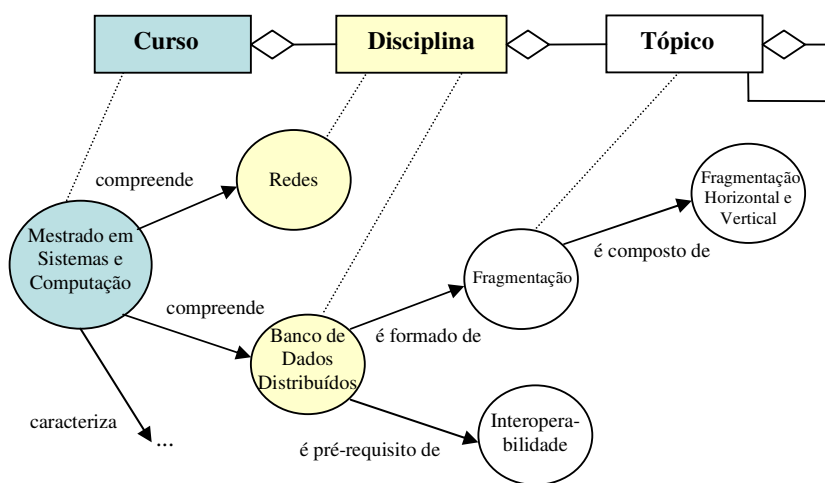 Curso
Disciplina
Tópico
compreende
Redes
Fragmentação
Horizontal e
Vertical
Mestrado em
Sistemas e
Computação
é composto de
Fragmentação
compreende
é formado de
Banco de
Dados
Distribuídos
caracteriza
...
é pré-requisito de
Interopera-
bilidade